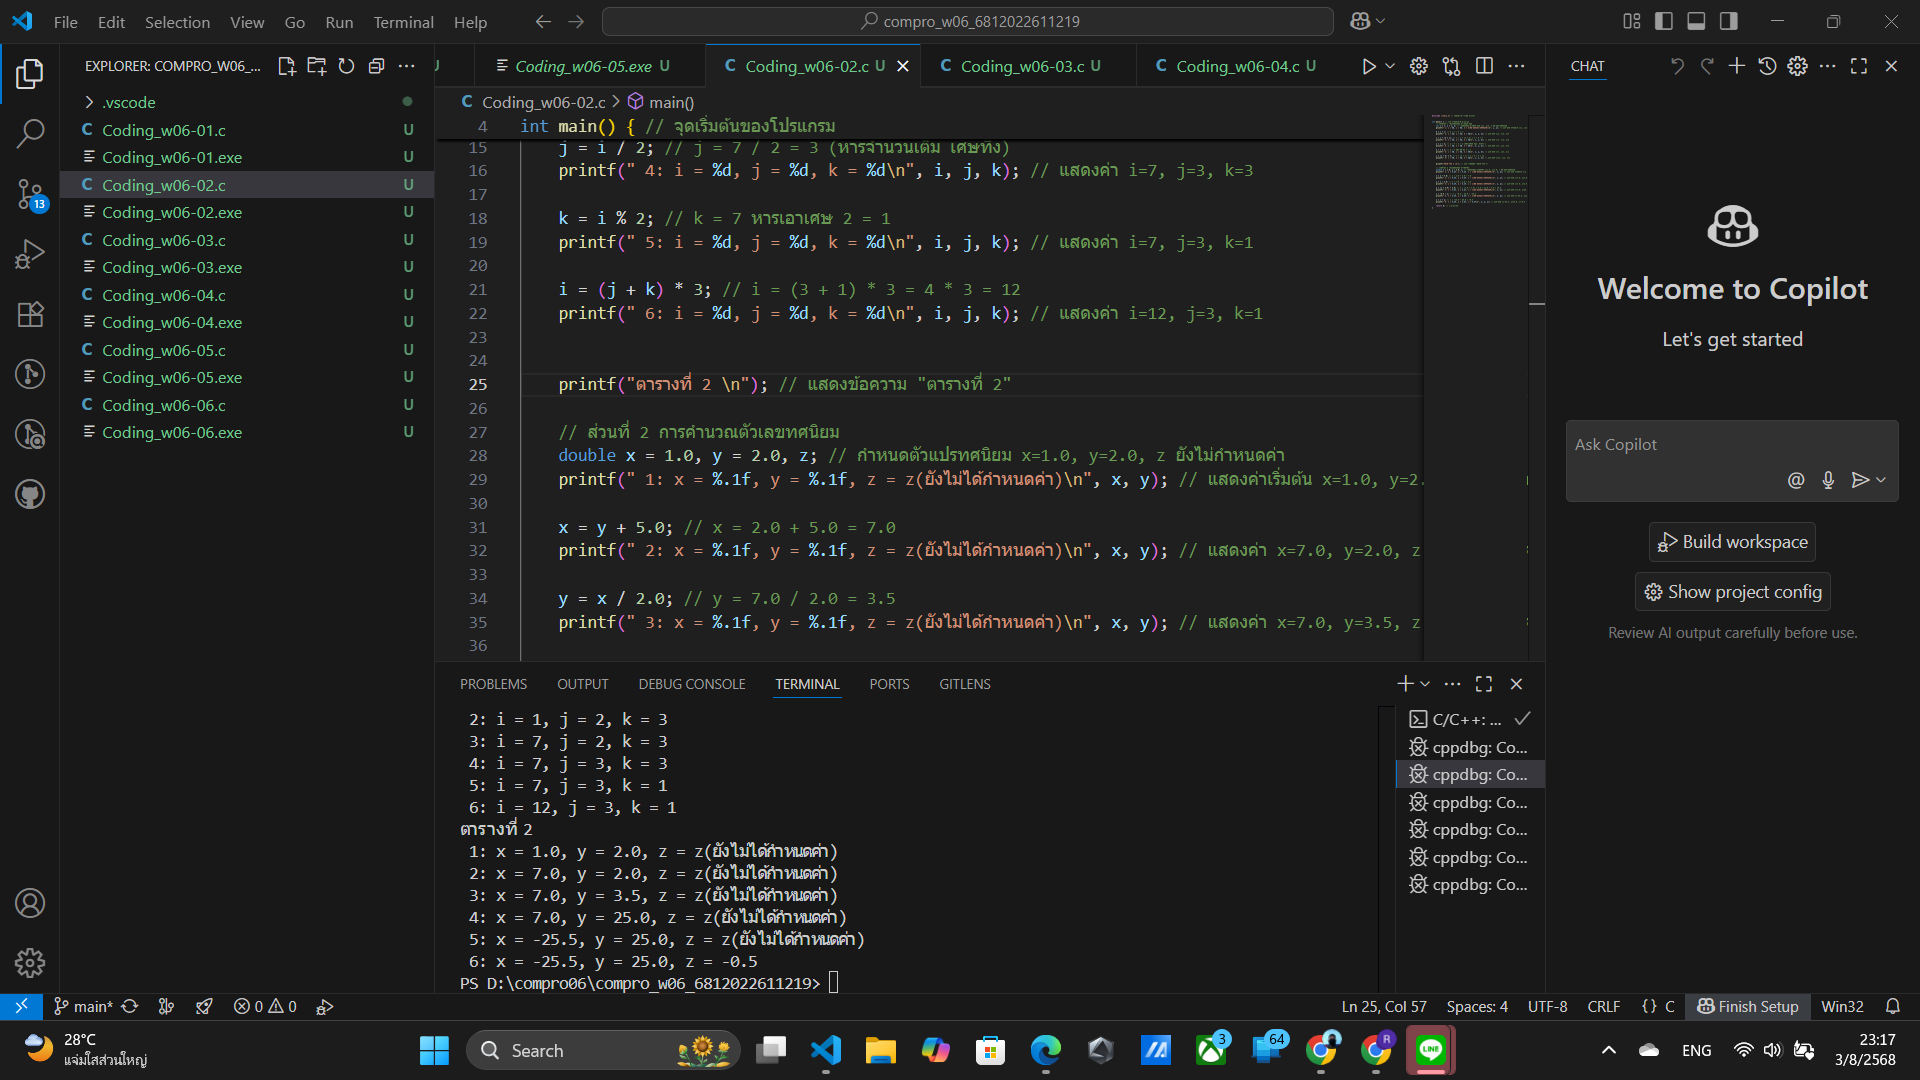 File Edit Selection View Go Run Terminal Help
compro_w06_6812022611219
EXPLORER: COMPRO_W06_...
.vscode
C Coding_w06-01.c U
Coding_w06-01.exe U
C Coding_w06-02.c U
Coding_w06-02.exe U
C Coding_w06-03.c U
Coding_w06-03.exe U
C Coding_w06-04.c U
Coding_w06-04.exe U
C Coding_w06-05.c U
Coding_w06-05.exe U
C Coding_w06-06.c U
Coding_w06-06.exe U
13
U Coding_w06-05.exe U C Coding_w06-02.c U C Coding_w06-03.c U C Coding_w06-04.c U
C Coding_w06-02.c > main()
4 int main() { // จุดเริ่มต้นของโปรแกรม
15 j = i / 2; // j = 7 / 2 = 3 (หารจำนวนเต็ม เศษทิ้ง)
16 printf(" 4: i = %d, j = %d, k = %d\n", i, j, k); // แสดงค่า i=7, j=3, k=3
17
18 k = i % 2; // k = 7 หารเอาเศษ 2 = 1
19 printf(" 5: i = %d, j = %d, k = %d\n", i, j, k); // แสดงค่า i=7, j=3, k=1
20
21 i = (j + k) * 3; // i = (3 + 1) * 3 = 4 * 3 = 12
22 printf(" 6: i = %d, j = %d, k = %d\n", i, j, k); // แสดงค่า i=12, j=3, k=1
23
24
25 printf("ตารางที่ 2 \n"); // แสดงข้อความ "ตารางที่ 2"
26
27 // ส่วนที่ 2 การคำนวณตัวเลขทศนิยม
28 double x = 1.0, y = 2.0, z; // กำหนดตัวแปรทศนิยม x=1.0, y=2.0, z ยังไม่กำหนดค่า
29 printf(" 1: x = %.1f, y = %.1f, z = z(ยังไม่ได้กำหนดค่า)\n", x, y); // แสดงค่าเริ่มต้น x=1.0, y=2.
30
31 x = y + 5.0; // x = 2.0 + 5.0 = 7.0
32 printf(" 2: x = %.1f, y = %.1f, z = z(ยังไม่ได้กำหนดค่า)\n", x, y); // แสดงค่า x=7.0, y=2.0, z
33
34 y = x / 2.0; // y = 7.0 / 2.0 = 3.5
35 printf(" 3: x = %.1f, y = %.1f, z = z(ยังไม่ได้กำหนดค่า)\n", x, y); // แสดงค่า x=7.0, y=3.5, z
36
PROBLEMS OUTPUT DEBUG CONSOLE TERMINAL PORTS GITLENS
2: i = 1, j = 2, k = 3
3: i = 7, j = 2, k = 3
4: i = 7, j = 3, k = 3
5: i = 7, j = 3, k = 1
6: i = 12, j = 3, k = 1
ตารางที่ 2
1: x = 1.0, y = 2.0, z = z(ยังไม่ได้กำหนดค่า)
2: x = 7.0, y = 2.0, z = z(ยังไม่ได้กำหนดค่า)
3: x = 7.0, y = 3.5, z = z(ยังไม่ได้กำหนดค่า)
4: x = 7.0, y = 25.0, z = z(ยังไม่ได้กำหนดค่า)
5: x = -25.5, y = 25.0, z = z(ยังไม่ได้กำหนดค่า)
6: x = -25.5, y = 25.0, z = -0.5
PS D:\compro06\compro_w06_6812022611219>
C/C++: ...
cppdbg: Co...
cppdbg: Co...
cppdbg: Co...
cppdbg: Co...
cppdbg: Co...
cppdbg: Co...
CHAT
Welcome to Copilot
Let's get started
Ask Copilot
Build workspace
Show project config
Review AI output carefully before use.
main* 0 0 Ln 25, Col 57 Spaces: 4 UTF-8 CRLF {} C Finish Setup Win32
28°C
แจ่มใสส่วนใหญ่
Search
3
64
R
LINE
ENG
23:17
3/8/2568